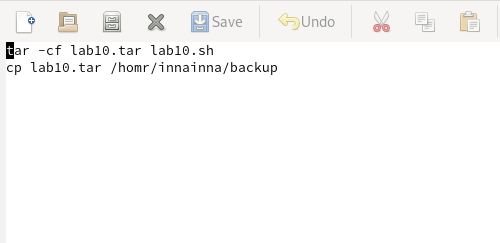 Save
Undo
tar -cf lab10.tar lab10.sh
cp lab10.tar /homr/innainna/backup